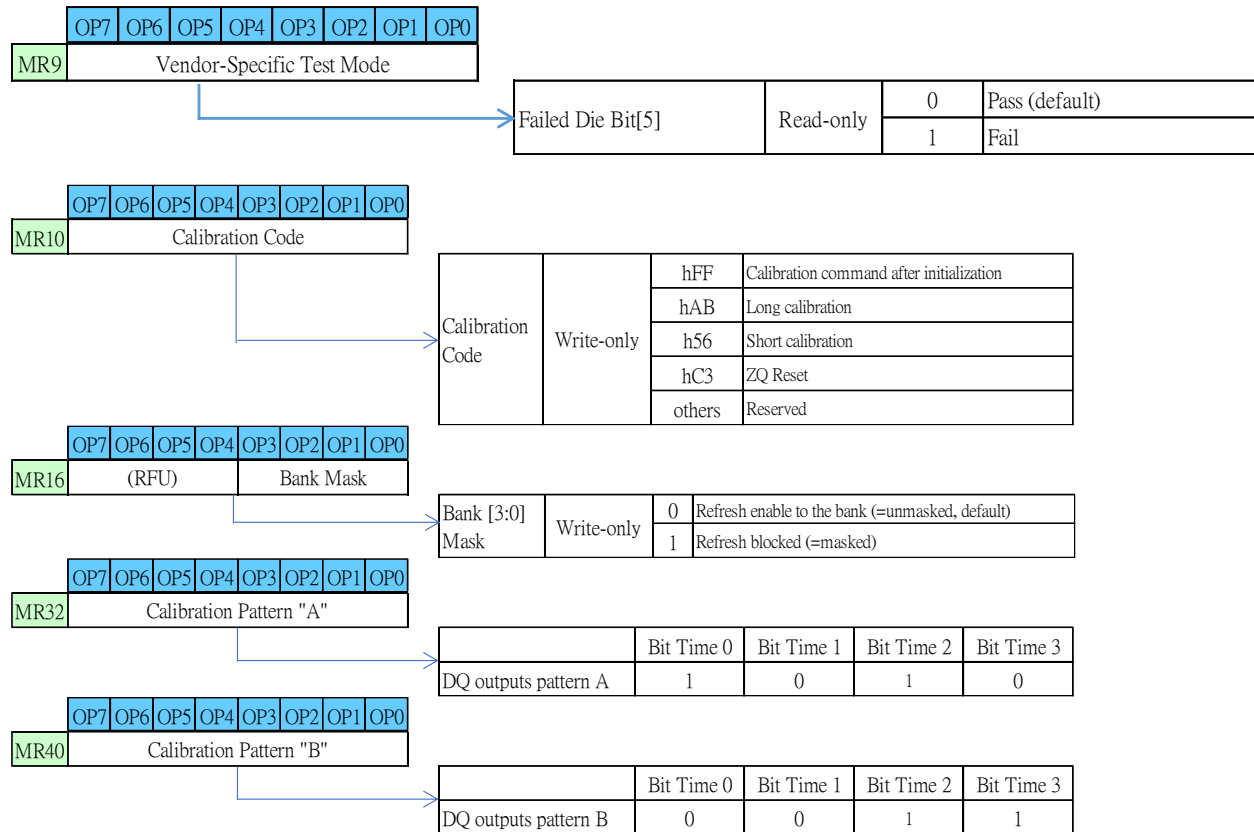 OP7 OP6 OP5 OP4 OP3 OP2 OP1 OP0
MR9 Vendor-Specific Test Mode
Failed Die Bit[5] Read-only 0 Pass (default)
1 Fail
OP7 OP6 OP5 OP4 OP3 OP2 OP1 OP0
MR10 Calibration Code
Calibration Code Write-only hFF Calibration command after initialization
hAB Long calibration
h56 Short calibration
hC3 ZQ Reset
others Reserved
OP7 OP6 OP5 OP4 OP3 OP2 OP1 OP0
MR16 (RFU) Bank Mask
Bank [3:0] Mask Write-only 0 Refresh enable to the bank (=unmasked, default)
1 Refresh blocked (=masked)
OP7 OP6 OP5 OP4 OP3 OP2 OP1 OP0
MR32 Calibration Pattern "A"
Bit Time 0 Bit Time 1 Bit Time 2 Bit Time 3
DQ outputs pattern A 1 0 1 0
OP7 OP6 OP5 OP4 OP3 OP2 OP1 OP0
MR40 Calibration Pattern "B"
Bit Time 0 Bit Time 1 Bit Time 2 Bit Time 3
DQ outputs pattern B 0 0 1 1